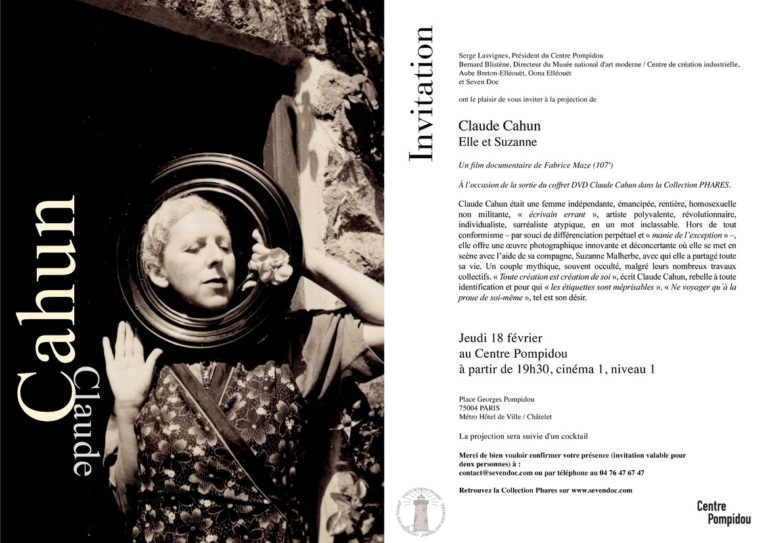 Cahun
Claude
Invitation
Serge Lasvignes, Président du Centre Pompidou
Bernard Blistène, Directeur du Musée national d'art moderne / Centre de création industrielle,
Aube Breton-Elléouët, Oona Elléouët
et Seven Doc
ont le plaisir de vous inviter à la projection de
Claude Cahun
Elle et Suzanne
Un film documentaire de Fabrice Maze (107')
À l'occasion de la sortie du coffret DVD Claude Cahun dans la Collection PHARES.
Claude Cahun était une femme indépendante, émancipée, rentière, homosexuelle
non militante, « écrivain errant », artiste polyvalente, révolutionnaire,
individualiste, surréaliste atypique, en un mot inclassable. Hors de tout
conformisme – par souci de différenciation perpétuel et « manie de l'exception » –,
elle offre une œuvre photographique innovante et déconcertante où elle se met en
scène avec l'aide de sa compagne, Suzanne Malherbe, avec qui elle a partagé toute
sa vie. Un couple mythique, souvent occulté, malgré leurs nombreux travaux
collectifs. « Toute création est création de soi », écrit Claude Cahun, rebelle à toute
identification et pour qui « les étiquettes sont méprisables ». « Ne voyager qu'à la
proue de soi-même », tel est son désir.
Jeudi 18 février
au Centre Pompidou
à partir de 19h30, cinéma 1, niveau 1
Place Georges Pompidou
75004 PARIS
Métro Hôtel de Ville / Châtelet
La projection sera suivie d'un cocktail
Merci de bien vouloir confirmer votre présence (invitation valable pour
deux personnes) à :
contact@sevendoc.com ou par téléphone au 04 76 47 67 47
Retrouvez la Collection Phares sur www.sevendoc.com
Centre
Pompidou